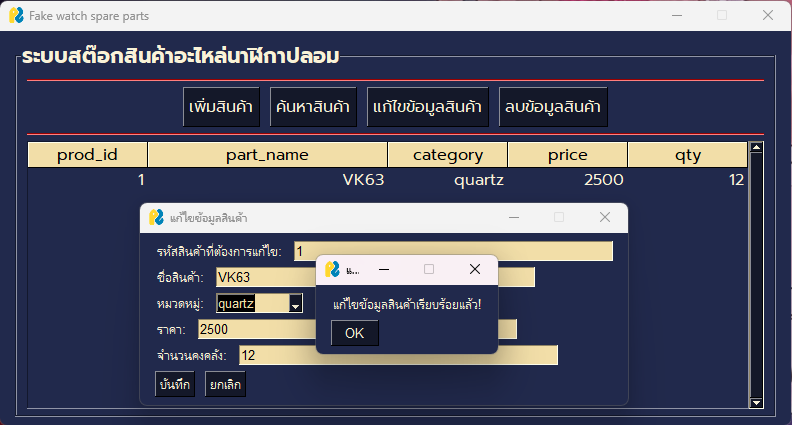 Fake watch spare parts
ระบบสต๊อกสินค้าอะไหล่นาฬิกาปลอม
เพิ่มสินค้า ค้นหาสินค้า แก้ไขข้อมูลสินค้า ลบข้อมูลสินค้า
prod_id part_name category price qty
1 VK63 quartz 2500 12
แก้ไขข้อมูลสินค้า
รหัสสินค้าที่ต้องการแก้ไข: 1
ชื่อสินค้า: VK63
หมวดหมู่: quartz
ราคา: 2500
จำนวนคงคลัง: 12
บันทึก ยกเลิก
แ...
แก้ไขข้อมูลสินค้าเรียบร้อยแล้ว!
OK